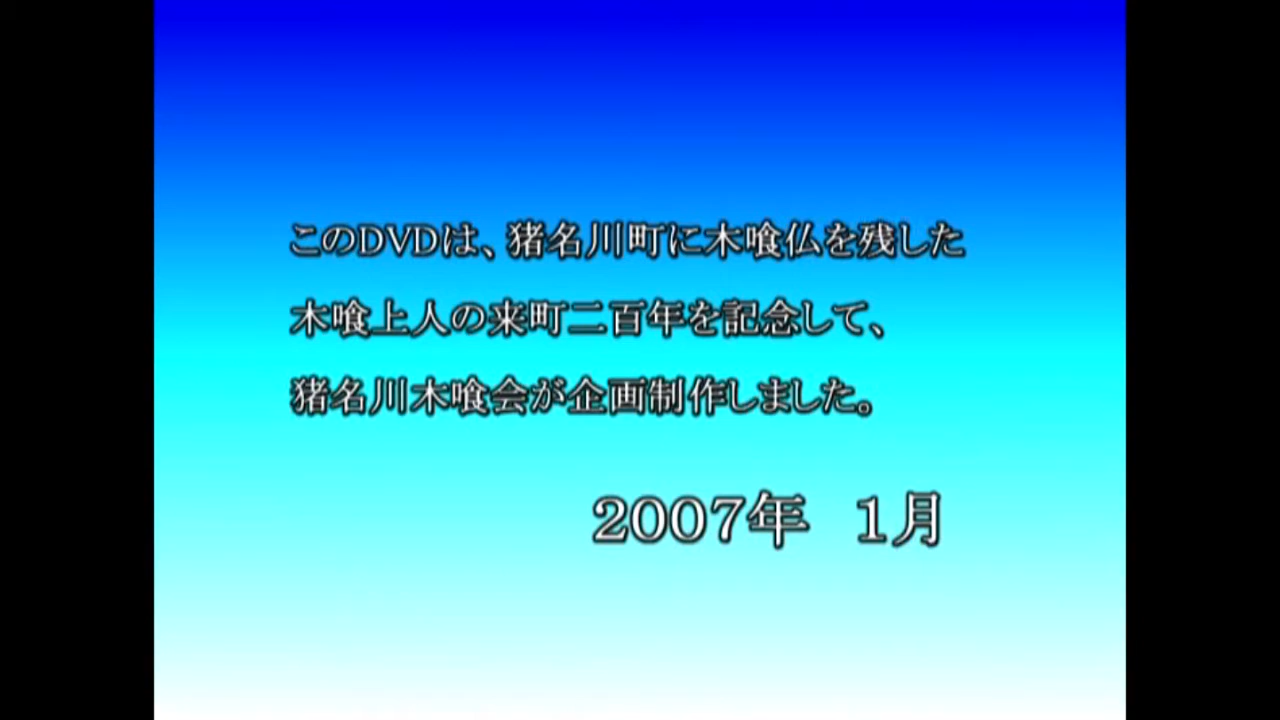 このDVDは、猪名川町に木喰仏を残した
木喰上人の来町二百年を記念して、
猪名川木喰会が企画制作しました。
２００７年　１月